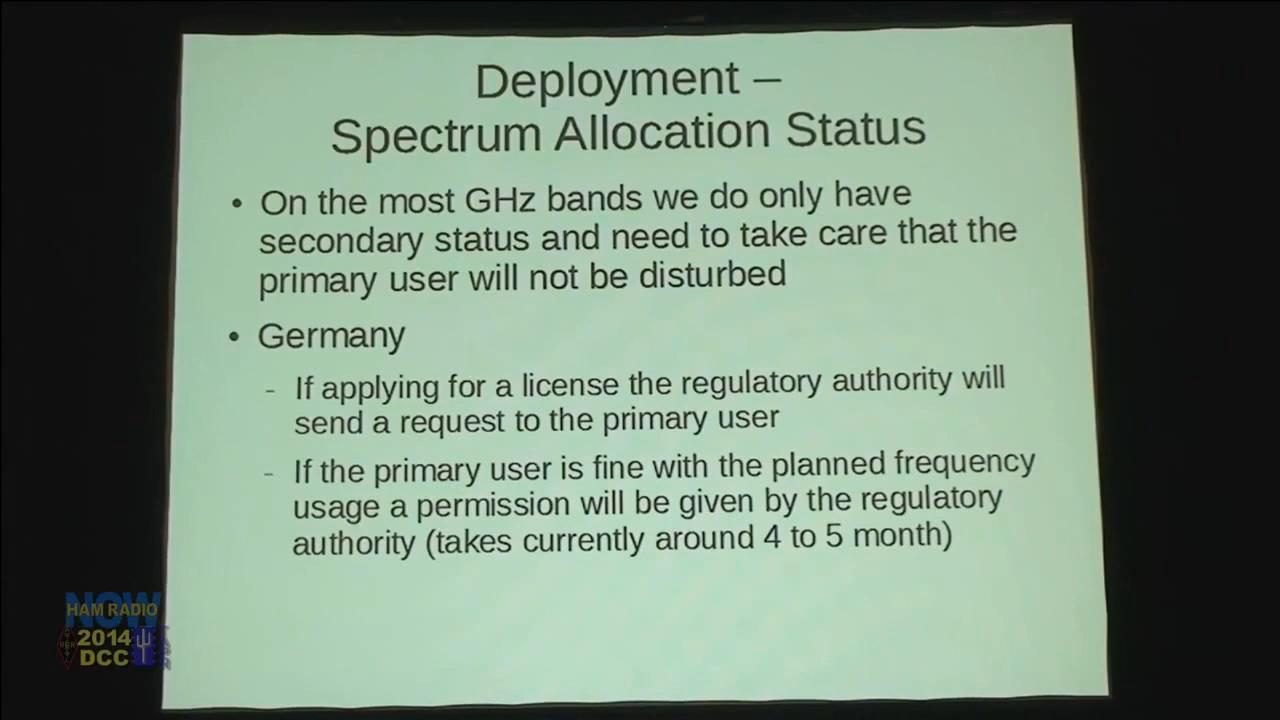 Deployment –
Spectrum Allocation Status
• On the most GHz bands we do only have
secondary status and need to take care that the
primary user will not be disturbed
• Germany
- If applying for a license the regulatory authority will
send a request to the primary user
- If the primary user is fine with the planned frequency
usage a permission will be given by the regulatory
authority (takes currently around 4 to 5 month)
NOW
HAM RADIO
2014
DCC